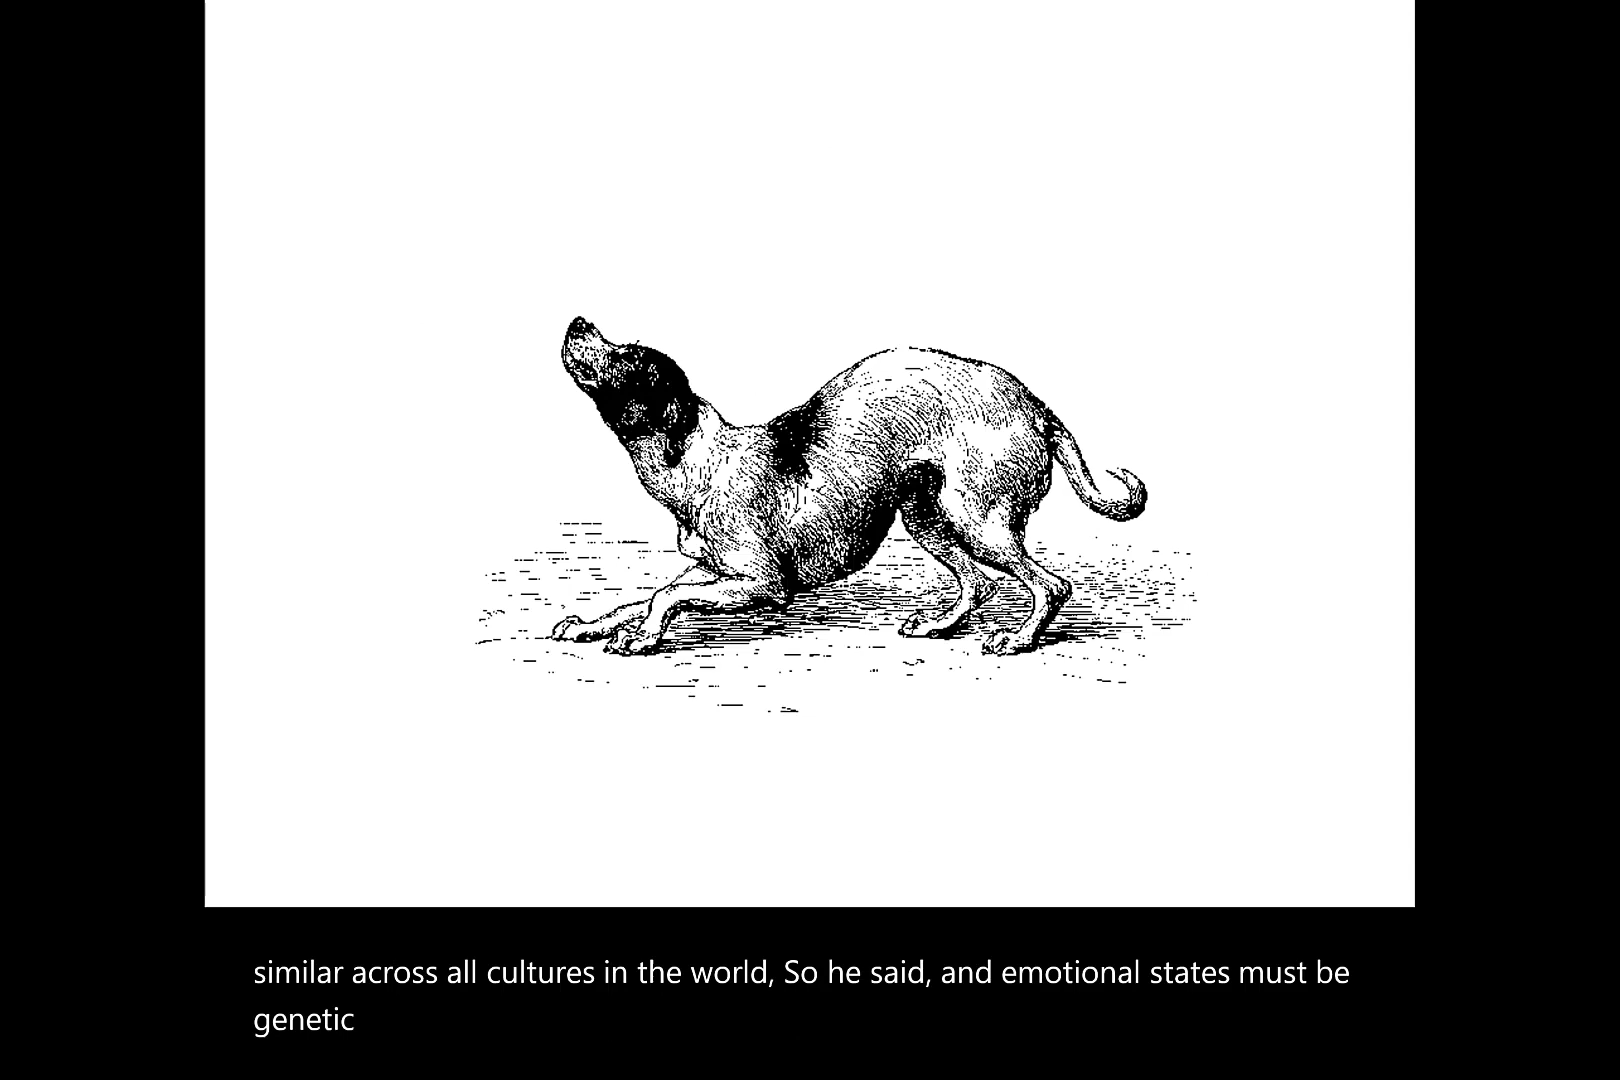 similar across all cultures in the world, So he said, and emotional states must be
genetic